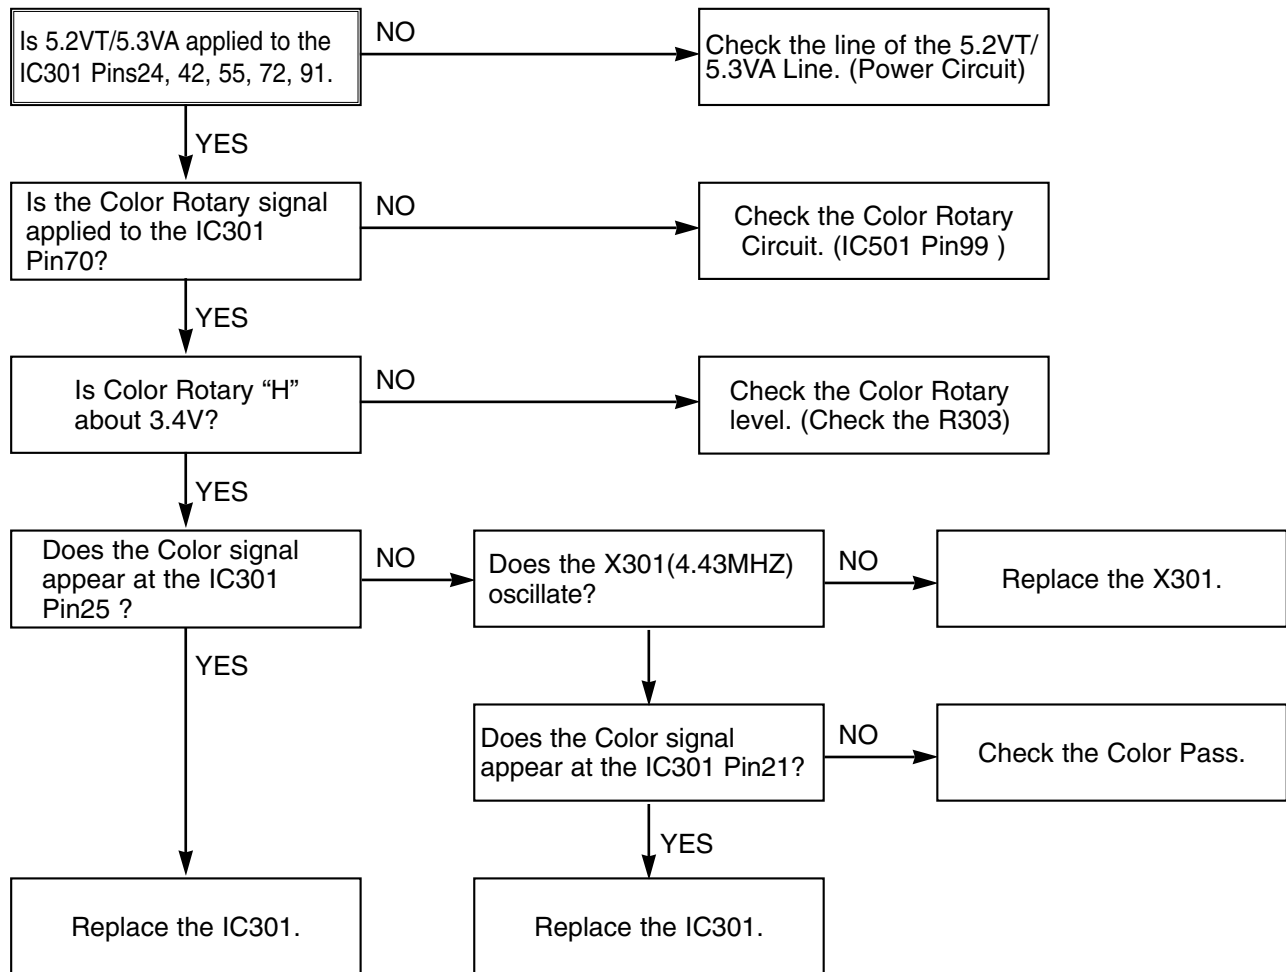 Is 5.2VT/5.3VA applied to the
IC301 Pins24, 42, 55, 72, 91.
NO
Check the line of the 5.2VT/
5.3VA Line. (Power Circuit)
YES
Is the Color Rotary signal
applied to the IC301
Pin70?
NO
Check the Color Rotary
Circuit. (IC501 Pin99 )
YES
Is Color Rotary “H”
about 3.4V?
NO
Check the Color Rotary
level. (Check the R303)
YES
Does the Color signal
appear at the IC301
Pin25 ?
NO
Does the X301(4.43MHZ)
oscillate?
NO
Replace the X301.
YES
Does the Color signal
appear at the IC301 Pin21?
NO
Check the Color Pass.
YES
Replace the IC301.
Replace the IC301.